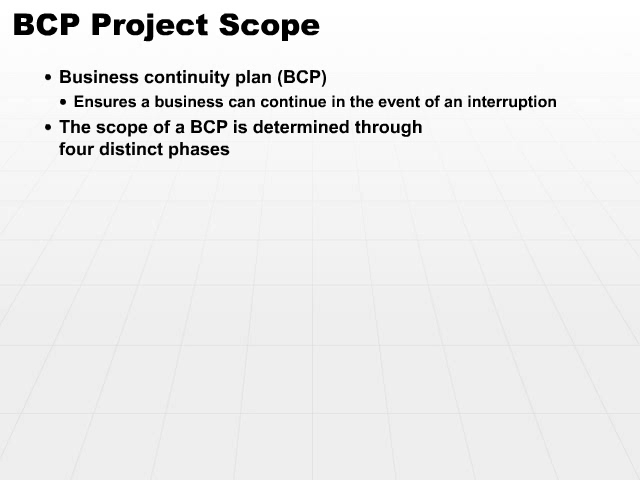 BCP Project Scope
• Business continuity plan (BCP)
• Ensures a business can continue in the event of an interruption
• The scope of a BCP is determined through
four distinct phases